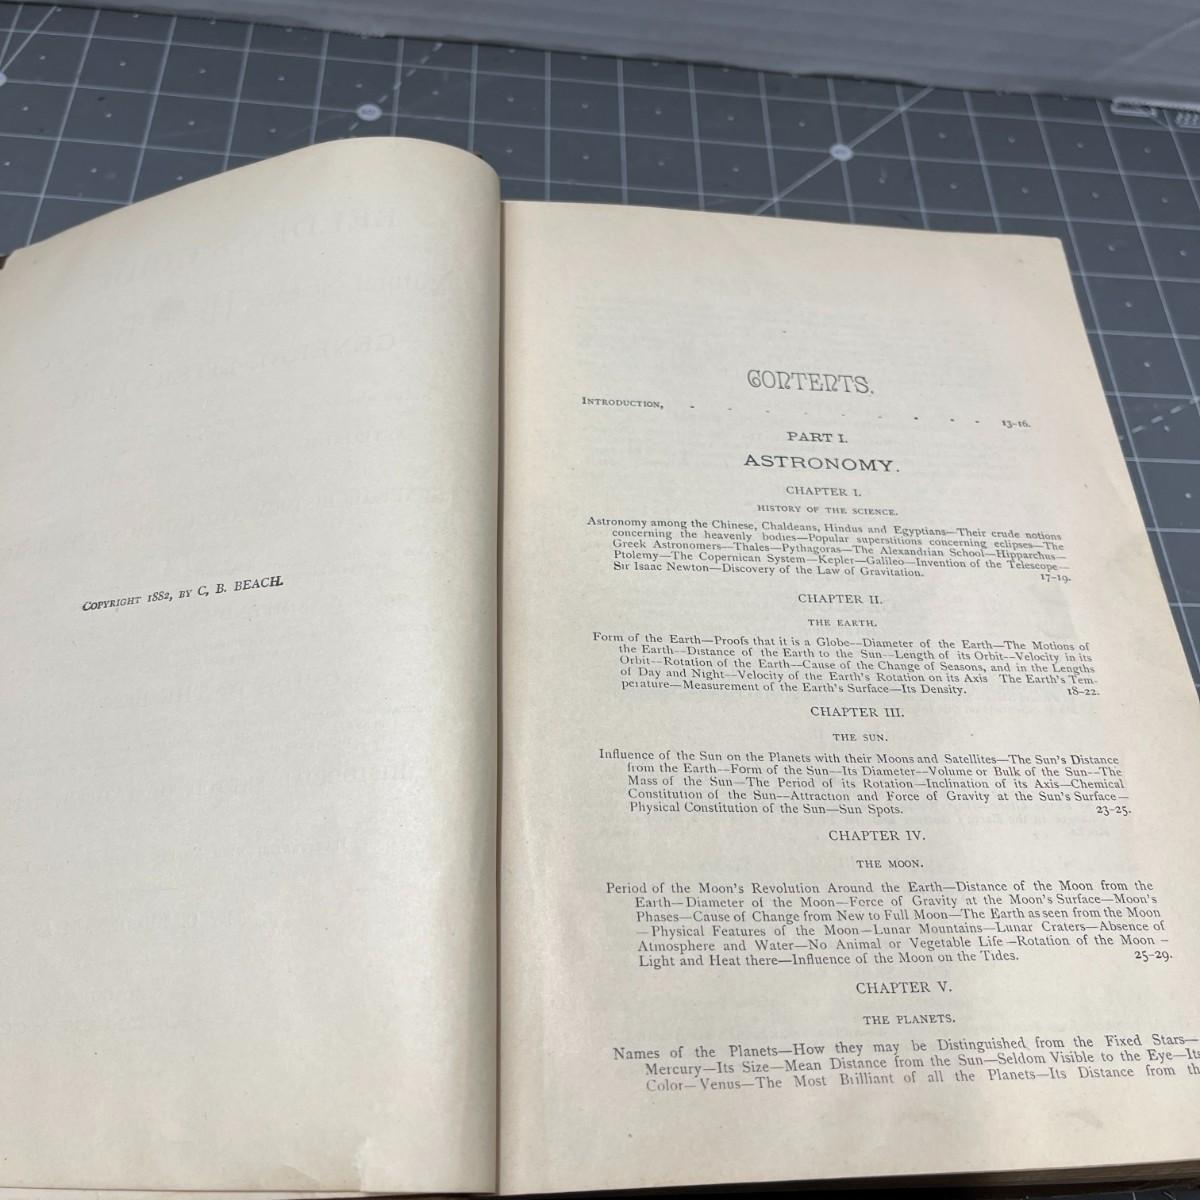 COPYRIGHT 1882, BY C, B. BEACH.
CONTENTS.
INTRODUCTION, - - - - - - - - - 13-16.
PART I.
ASTRONOMY.
CHAPTER I.
HISTORY OF THE SCIENCE.
Astronomy among the Chinese, Chaldeans, Hindus and Egyptians—Their crude notions
concerning the heavenly bodies—Popular superstitions concerning eclipses—The
Greek Astronomers—Thales—Pythagoras—The Alexandrian School—Hipparchus—
Ptolemy—The Copernican System—Kepler—Galileo—Invention of the Telescope—
Sir Isaac Newton—Discovery of the Law of Gravitation. 17-19.
CHAPTER II.
THE EARTH.
Form of the Earth—Proofs that it is a Globe—Diameter of the Earth—The Motions of
the Earth—Distance of the Earth to the Sun—Length of its Orbit—Velocity in its
Orbit—Rotation of the Earth—Cause of the Change of Seasons, and in the Lengths
of Day and Night—Velocity of the Earth's Rotation on its Axis The Earth's Tem-
perature—Measurement of the Earth's Surface—Its Density. 18-22.
CHAPTER III.
THE SUN.
Influence of the Sun on the Planets with their Moons and Satellites—The Sun's Distance
from the Earth—Form of the Sun—Its Diameter—Volume or Bulk of the Sun—The
Mass of the Sun—The Period of its Rotation—Inclination of its Axis—Chemical
Constitution of the Sun—Attraction and Force of Gravity at the Sun's Surface—
Physical Constitution of the Sun—Sun Spots. 23-25.
CHAPTER IV.
THE MOON.
Period of the Moon's Revolution Around the Earth—Distance of the Moon from the
Earth—Diameter of the Moon—Force of Gravity at the Moon's Surface—Moon's
Phases—Cause of Change from New to Full Moon—The Earth as seen from the Moon
—Physical Features of the Moon—Lunar Mountains—Lunar Craters—Absence of
Atmosphere and Water—No Animal or Vegetable Life—Rotation of the Moon—
Light and Heat there—Influence of the Moon on the Tides. 25-29.
CHAPTER V.
THE PLANETS.
Names of the Planets—How they may be Distinguished from the Fixed Stars—
Mercury—Its Size—Mean Distance from the Sun—Seldom Visible to the Eye—Its
Color—Venus—The Most Brilliant of all the Planets—Its Distance from th